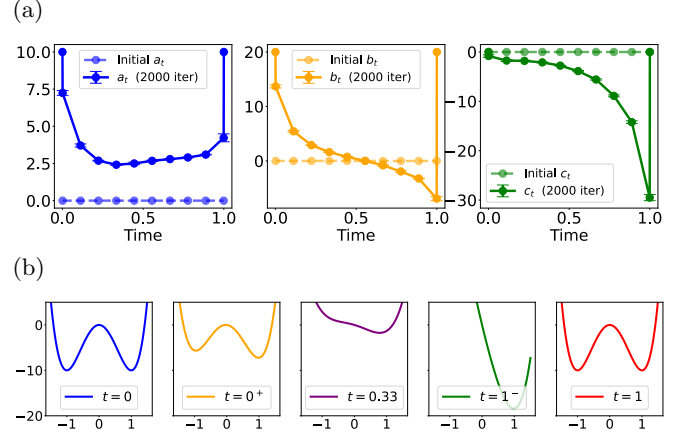 (a)
10.0
7.5
5.0
2.5
0.0
Initial a_t
a_t (2000 iter)
0.0 0.5 1.0
Time
20
10
0
Initial b_t
b_t (2000 iter)
0.0 0.5 1.0
Time
0
−10
−20
−30
Initial c_t
c_t (2000 iter)
0.0 0.5 1.0
Time
(b)
0
−10
−20
t = 0
−1 0 1
t = 0⁺
−1 0 1
t = 0.33
−1 0 1
t = 1⁻
−1 0 1
t = 1
−1 0 1